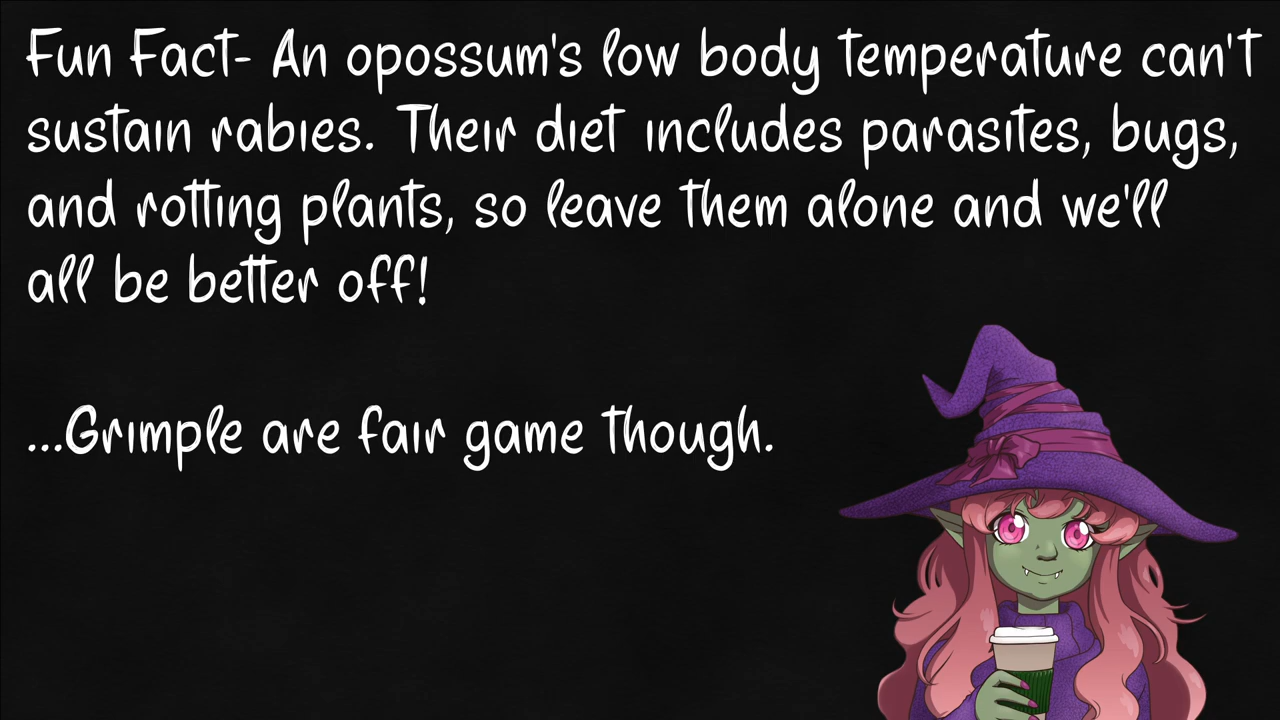 Fun Fact- An opossum's low body temperature can't
sustain rabies. Their diet includes parasites, bugs,
and rotting plants, so leave them alone and we'll
all be better off!
...Grimple are fair game though.